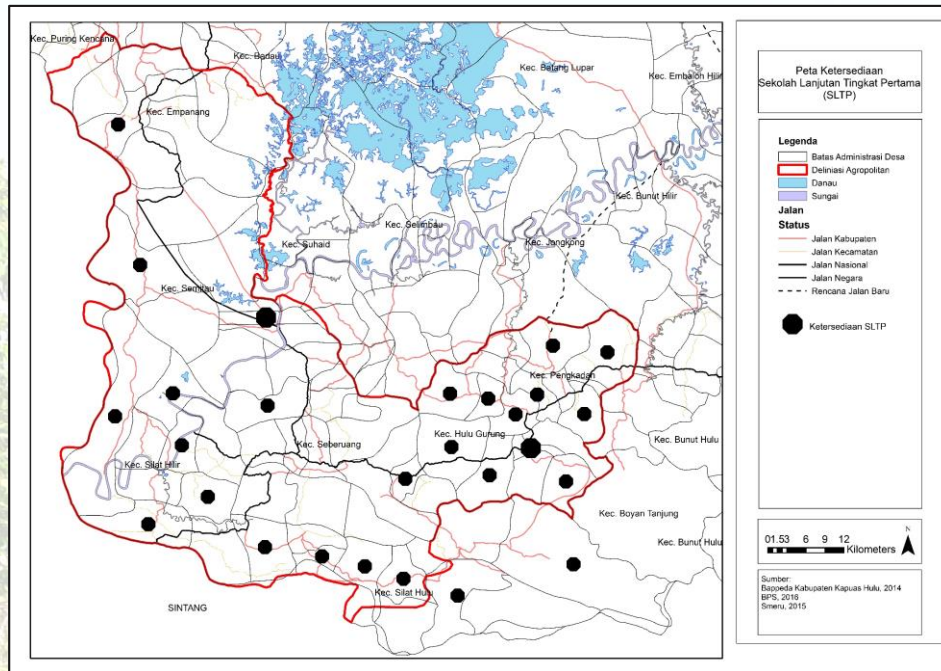 Kec. Puring Kencana
Kec. Badau
Kec. Batang Lupar
Kec. Embaloh Hilir
Kec. Empanang
Kec. Bunut Hilir
Kec. Selimbau
Kec. Suhaid
Kec. Jongkong
Kec. Semitau
Kec. Pengkadan
Kec. Hulu Gurung
Kec. Seberuang
Kec. Bunut Hulu
Kec. Silat Hilir
Kec. Boyan Tanjung
Kec. Bunut Hulu
Kec. Silat Hulu
SINTANG
Peta Ketersediaan
Sekolah Lanjutan Tingkat Pertama
(SLTP)
Legenda
Batas Administrasi Desa
Deliniasi Agropolitan
Danau
Sungai
Jalan
Status
Jalan Kabupaten
Jalan Kecamatan
Jalan Nasional
Jalan Negara
Rencana Jalan Baru
Ketersediaan SLTP
N
01.53 6 9 12
Kilometers
Sumber:
Bappeda Kabupaten Kapuas Hulu, 2014
BPS, 2016
Smeru, 2015